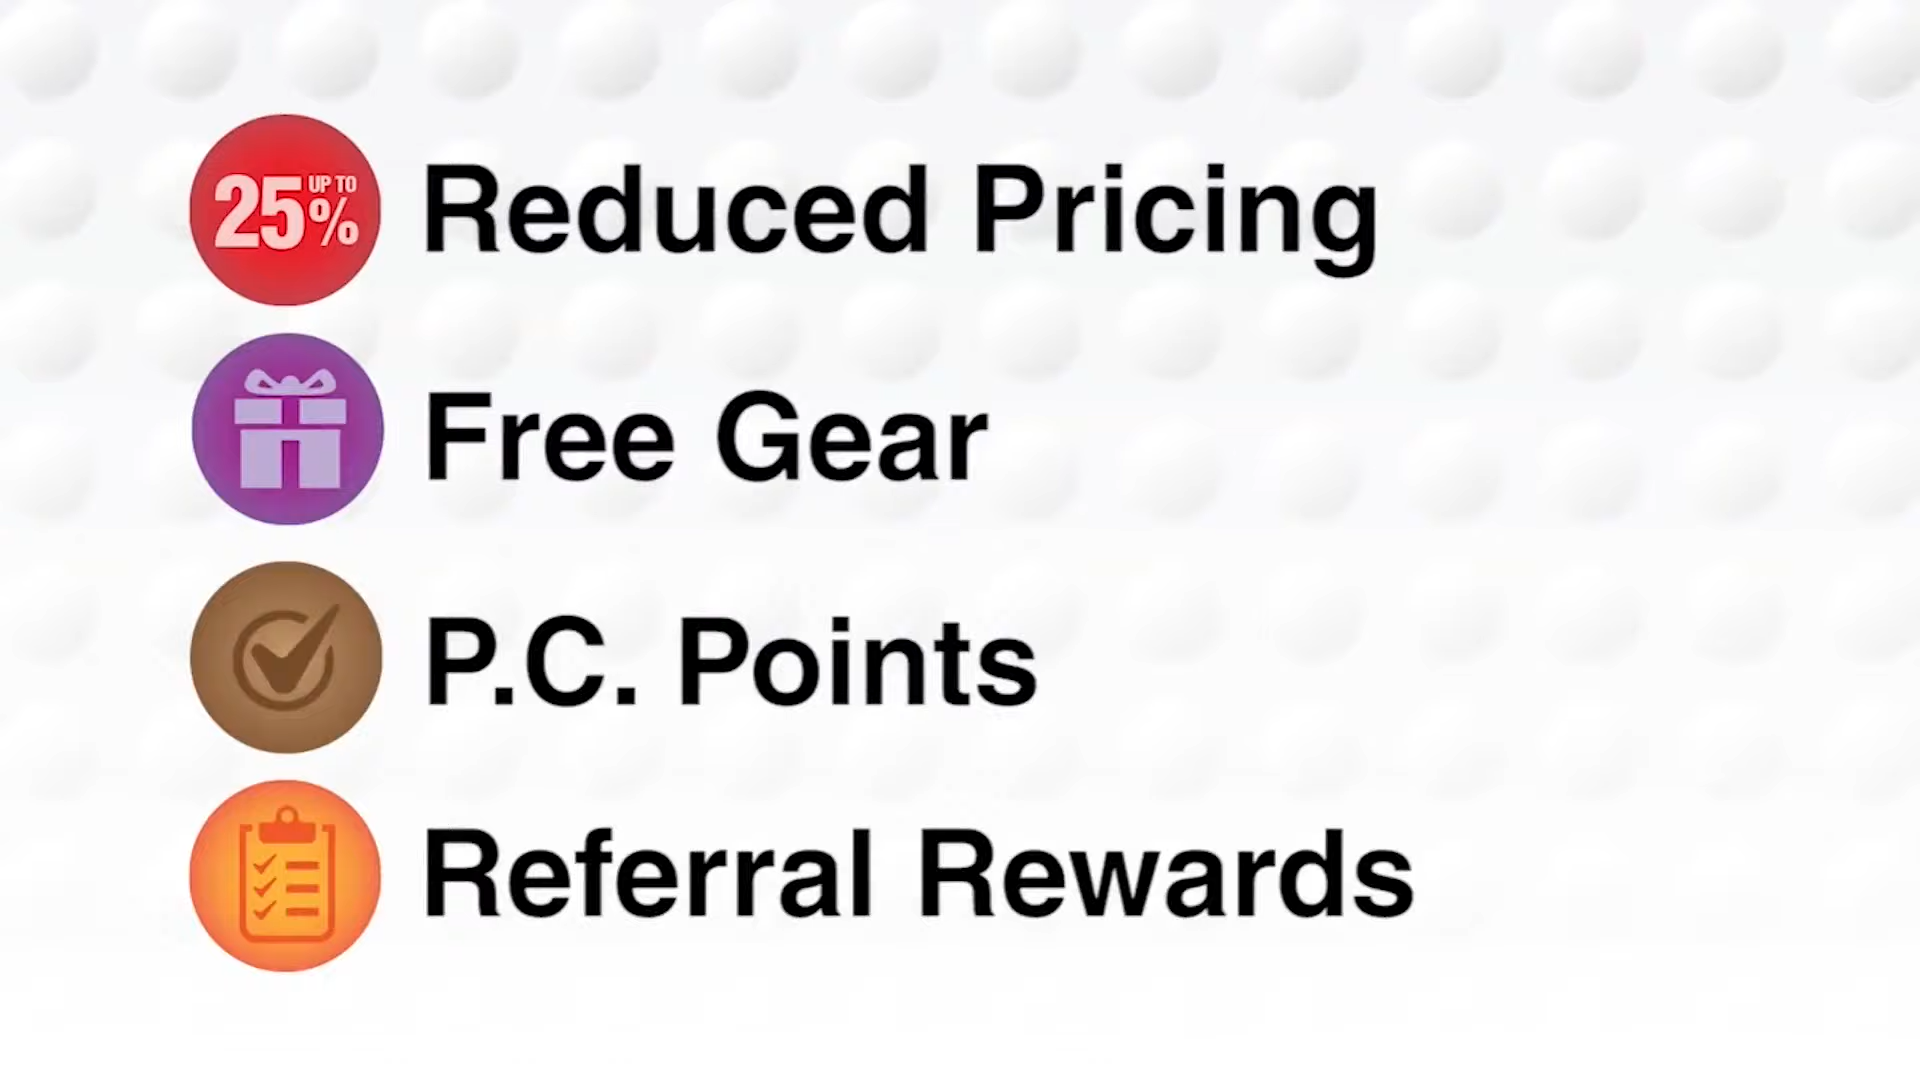 UP TO
25%
Reduced Pricing
Free Gear
P.C. Points
Referral Rewards